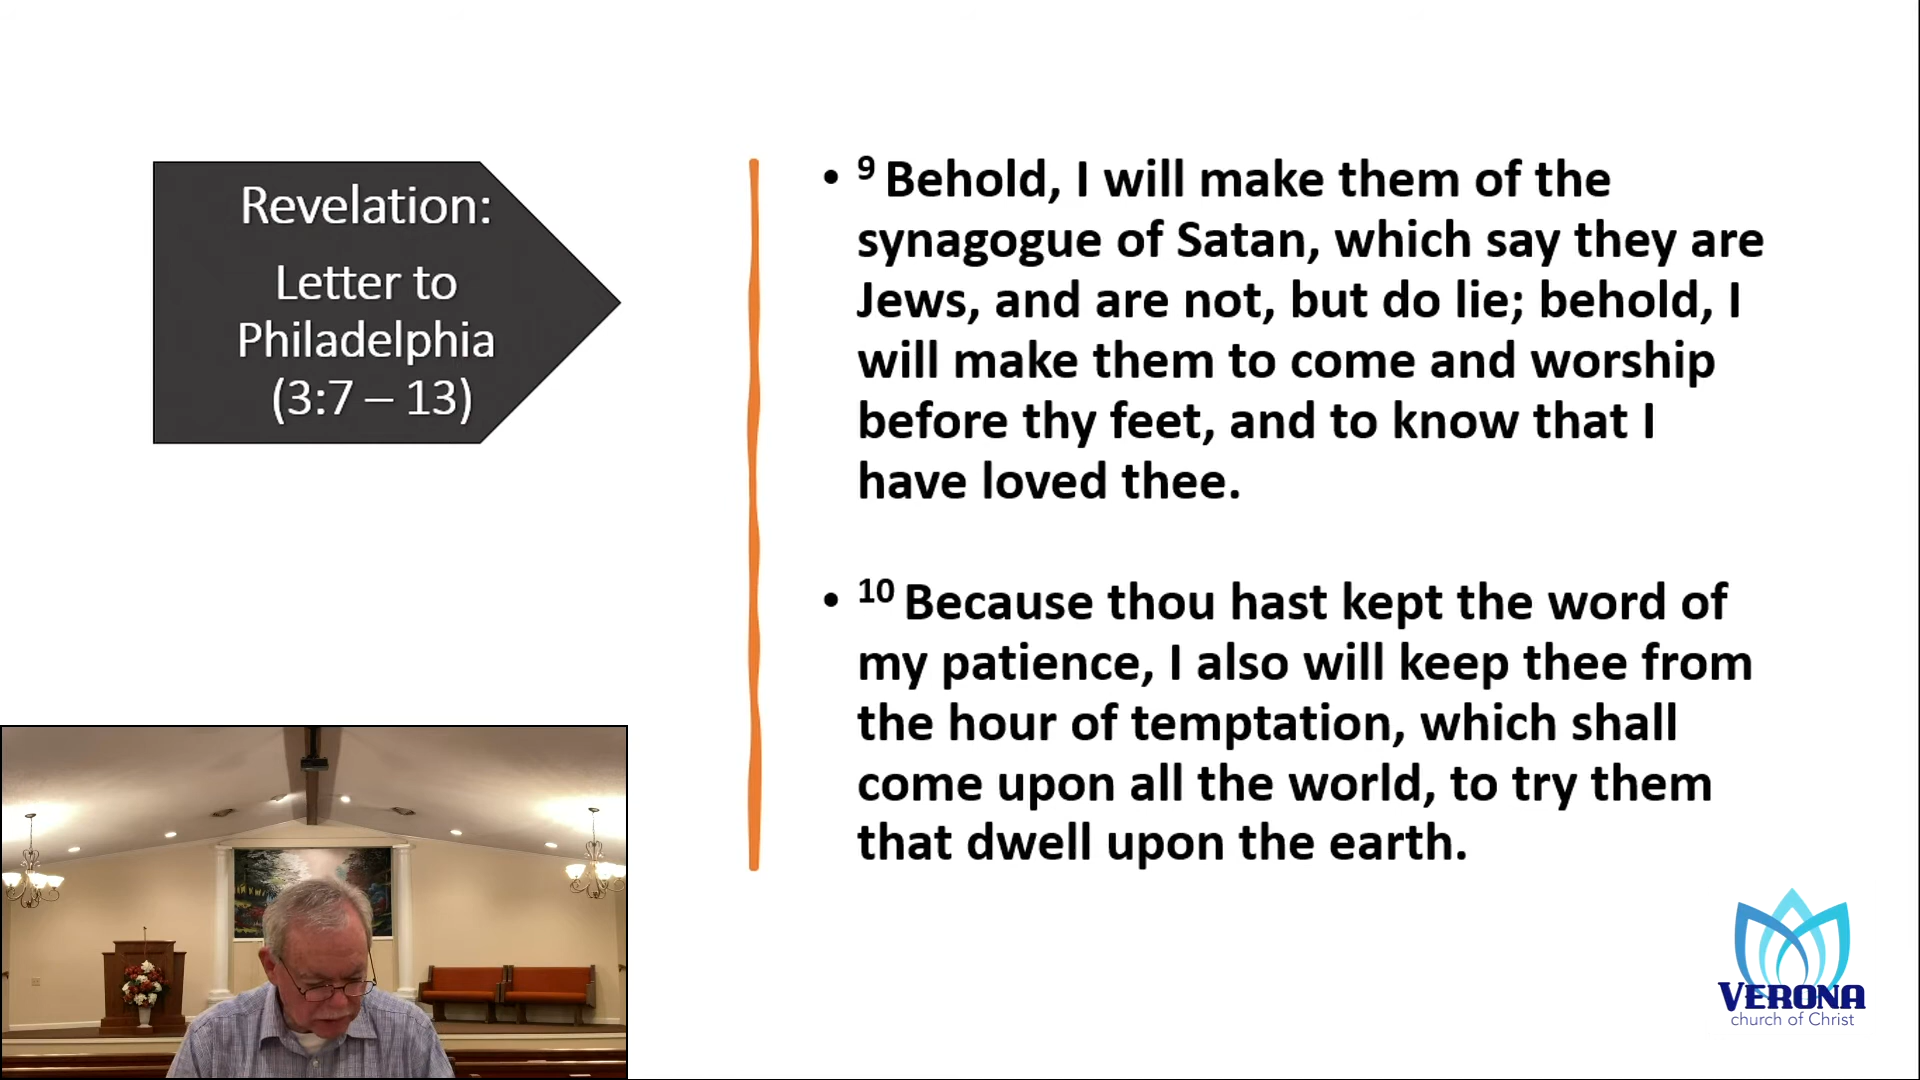 Revelation:
Letter to
Philadelphia
(3:7 – 13)
• ⁹ Behold, I will make them of the
synagogue of Satan, which say they are
Jews, and are not, but do lie; behold, I
will make them to come and worship
before thy feet, and to know that I
have loved thee.
• ¹⁰ Because thou hast kept the word of
my patience, I also will keep thee from
the hour of temptation, which shall
come upon all the world, to try them
that dwell upon the earth.
VERONA
church of Christ